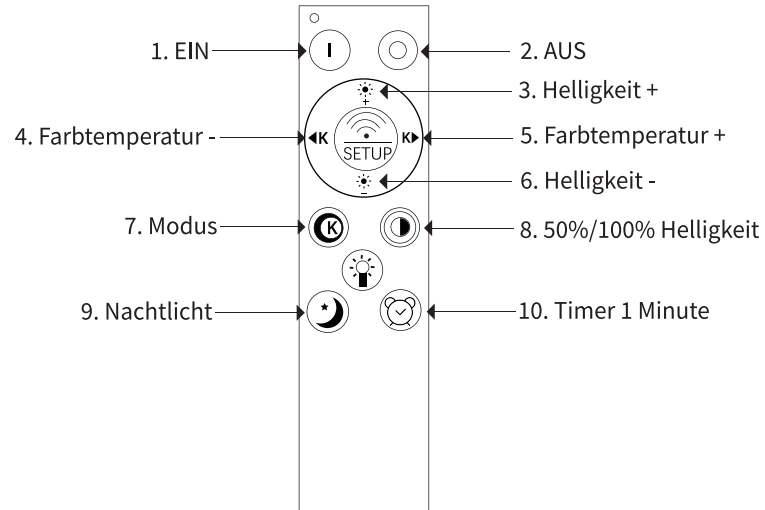 1. EIN
I
2. AUS
3. Helligkeit +
+
4. Farbtemperatur -
K
SETUP
K
5. Farbtemperatur +
6. Helligkeit -
-
7. Modus
K
8. 50%/100% Helligkeit
9. Nachtlicht
10. Timer 1 Minute